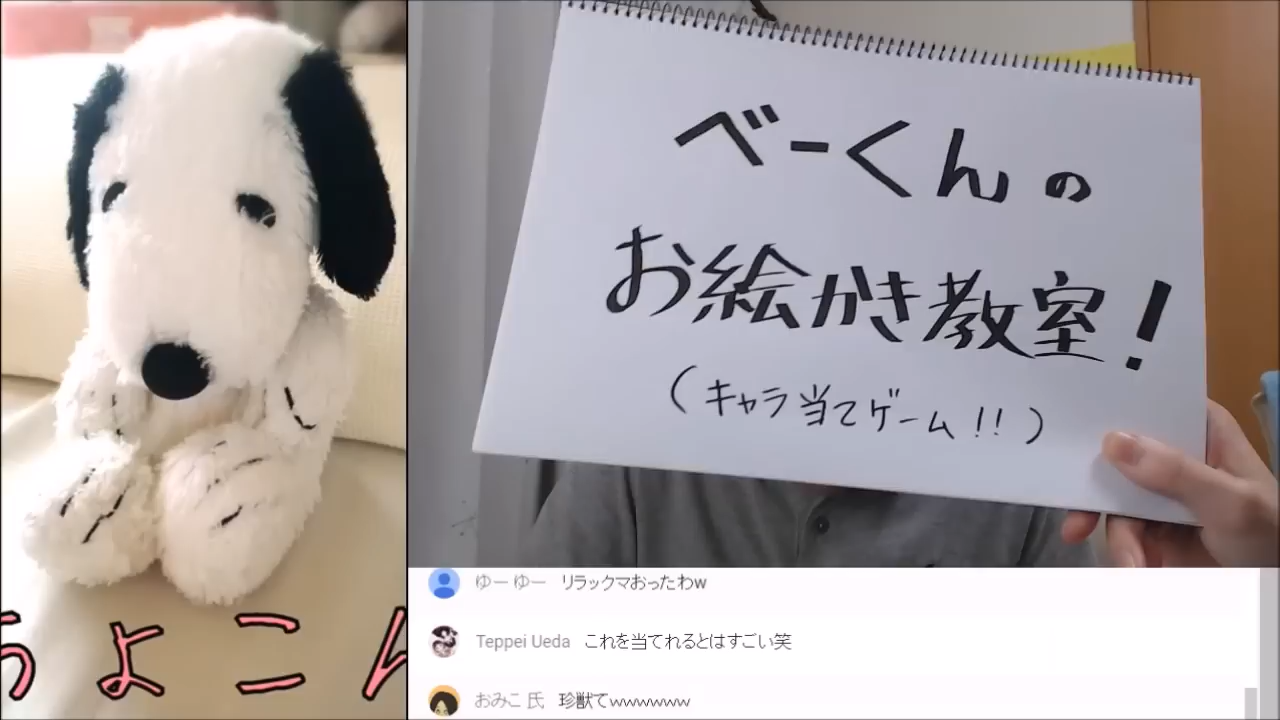 べーくんの
お絵かき教室!
(キャラ当てゲーム!!)
ちょこん
ゆーゆー リラックマおったわw
Teppei Ueda これを当てれるとはすごい笑
おみこ 氏 珍獣てwwwwww